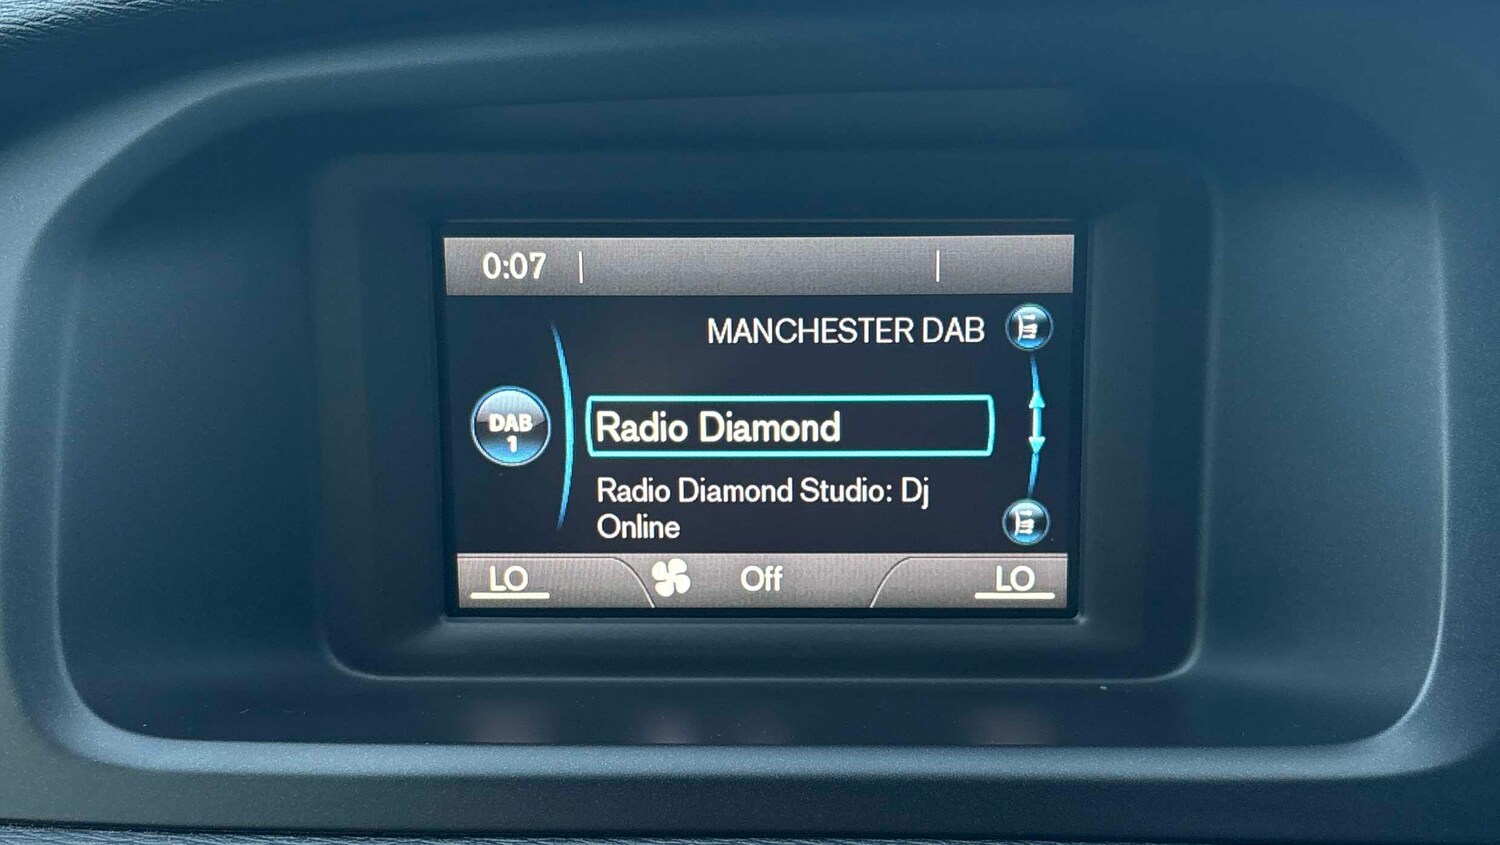 0:07
MANCHESTER DAB
DAB
1
Radio Diamond
Radio Diamond Studio: Dj
Online
LO
Off
LO